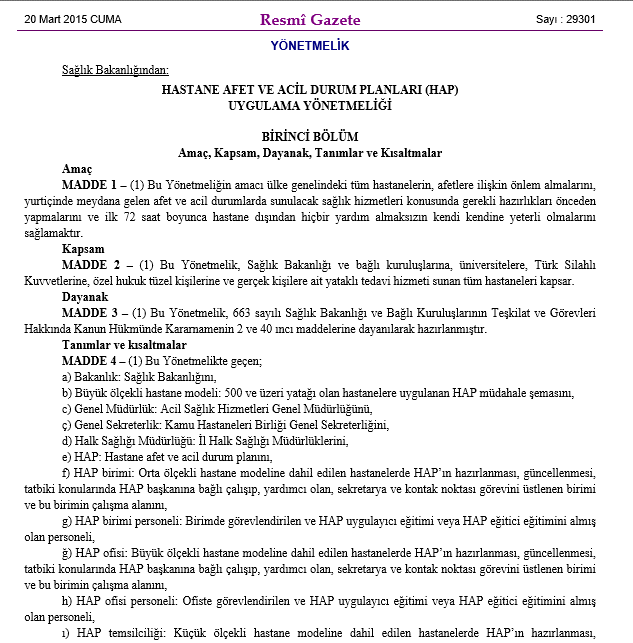 20 Mart 2015 CUMA
Resmî Gazete
Sayı : 29301
YÖNETMELİK
Sağlık Bakanlığından:
HASTANE AFET VE ACİL DURUM PLANLARI (HAP)
UYGULAMA YÖNETMELİĞİ
BİRİNCİ BÖLÜM
Amaç, Kapsam, Dayanak, Tanımlar ve Kısaltmalar
Amaç
MADDE 1 – (1) Bu Yönetmeliğin amacı ülke genelindeki tüm hastanelerin, afetlere ilişkin önlem almalarını,
yurtiçinde meydana gelen afet ve acil durumlarda sunulacak sağlık hizmetleri konusunda gerekli hazırlıkları önceden
yapmalarını ve ilk 72 saat boyunca hastane dışından hiçbir yardım almaksızın kendi kendine yeterli olmalarını
sağlamaktır.
Kapsam
MADDE 2 – (1) Bu Yönetmelik, Sağlık Bakanlığı ve bağlı kuruluşlarına, üniversitelere, Türk Silahlı
Kuvvetlerine, özel hukuk tüzel kişilerine ve gerçek kişilere ait yataklı tedavi hizmeti sunan tüm hastaneleri kapsar.
Dayanak
MADDE 3 – (1) Bu Yönetmelik, 663 sayılı Sağlık Bakanlığı ve Bağlı Kuruluşlarının Teşkilat ve Görevleri
Hakkında Kanun Hükmünde Kararnamenin 2 ve 40 ıncı maddelerine dayanılarak hazırlanmıştır.
Tanımlar ve kısaltmalar
MADDE 4 – (1) Bu Yönetmelikte geçen;
a) Bakanlık: Sağlık Bakanlığını,
b) Büyük ölçekli hastane modeli: 500 ve üzeri yatağı olan hastanelere uygulanan HAP müdahale şemasını,
c) Genel Müdürlük: Acil Sağlık Hizmetleri Genel Müdürlüğünü,
ç) Genel Sekreterlik: Kamu Hastaneleri Birliği Genel Sekreterliğini,
d) Halk Sağlığı Müdürlüğü: İl Halk Sağlığı Müdürlüklerini,
e) HAP: Hastane afet ve acil durum planını,
f) HAP birimi: Orta ölçekli hastane modeline dahil edilen hastanelerde HAP’ın hazırlanması, güncellenmesi,
tatbiki konularında HAP başkanına bağlı çalışıp, yardımcı olan, sekretarya ve kontak noktası görevini üstlenen birimi
ve bu birimin çalışma alanını,
g) HAP birimi personeli: Birimde görevlendirilen ve HAP uygulayıcı eğitimi veya HAP eğitici eğitimini almış
olan personeli,
ğ) HAP ofisi: Büyük ölçekli hastane modeline dahil edilen hastanelerde HAP’ın hazırlanması, güncellenmesi,
tatbiki konularında HAP başkanına bağlı çalışıp, yardımcı olan, sekretarya ve kontak noktası görevini üstlenen birimi
ve bu birimin çalışma alanını,
h) HAP ofisi personeli: Ofiste görevlendirilen ve HAP uygulayıcı eğitimi veya HAP eğitici eğitimini almış
olan personeli,
ı) HAP temsilciliği: Küçük ölçekli hastane modeline dahil edilen hastanelerde HAP’ın hazırlanması,